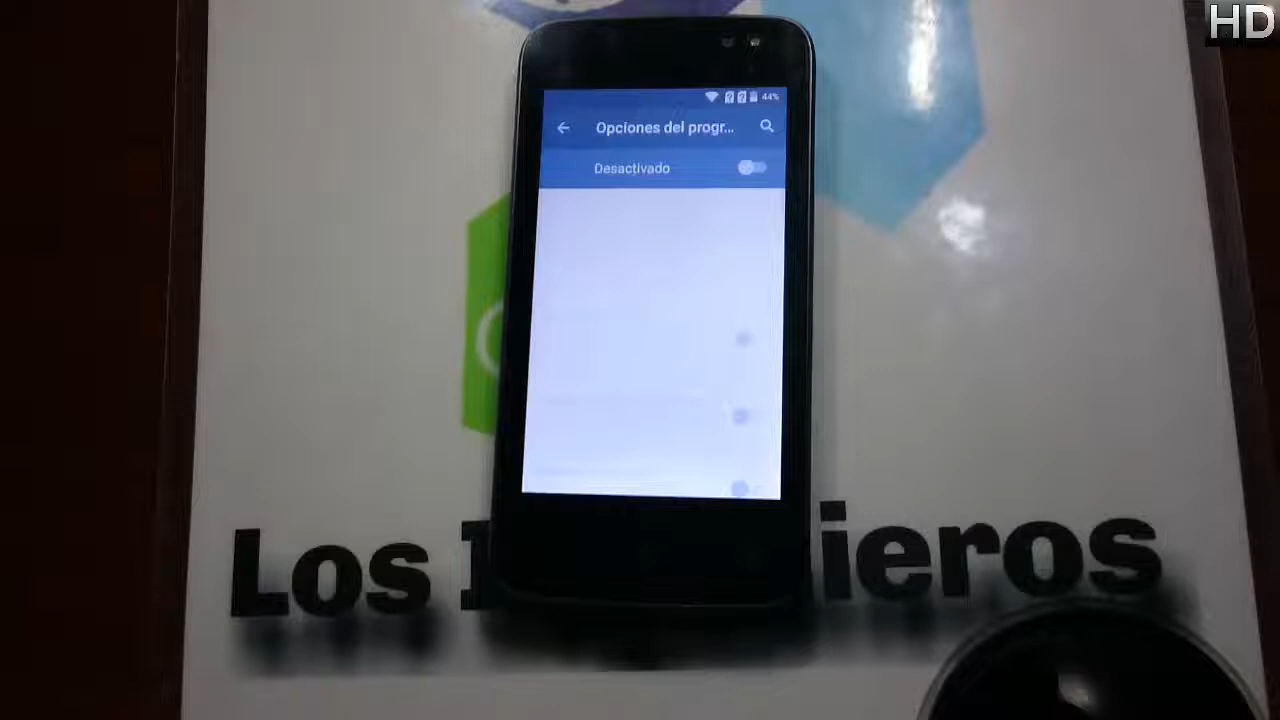 HD
44%
Opciones del progr...
Desactivado
Los I ieros